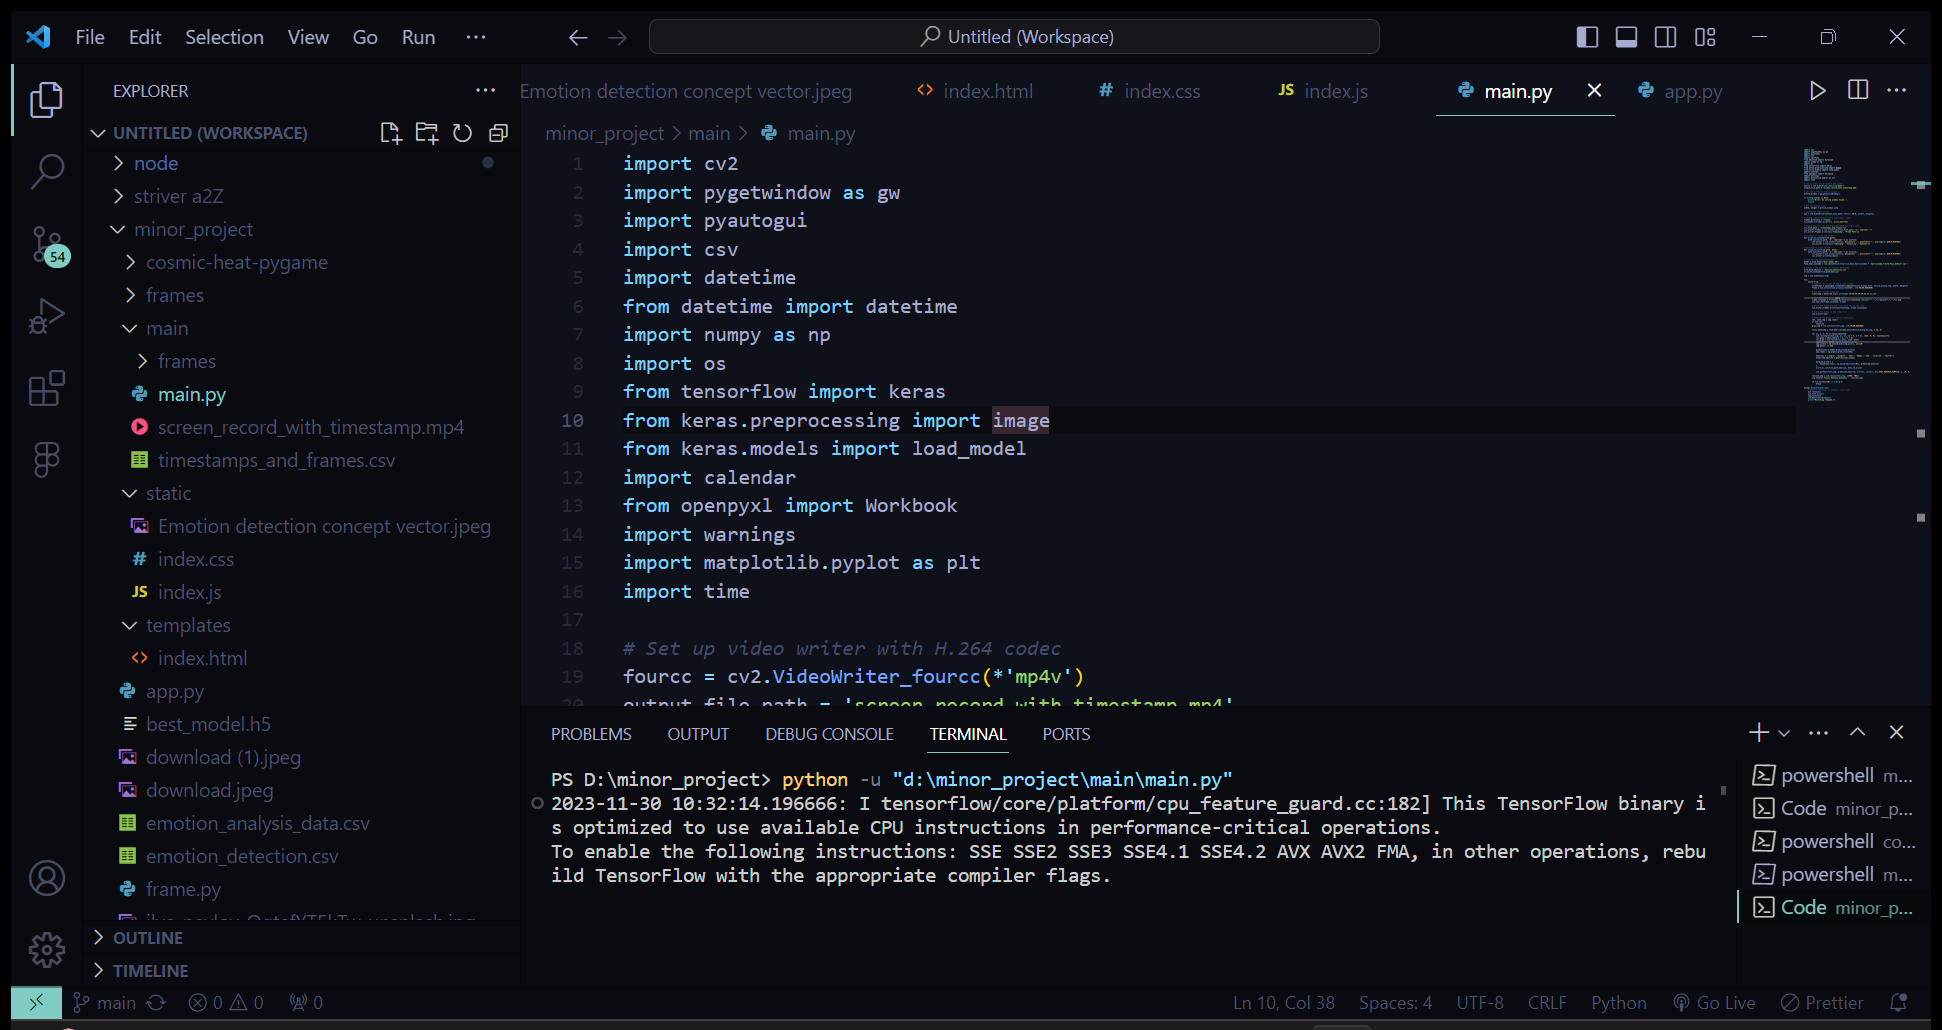 File Edit Selection View Go Run ···
Untitled (Workspace)
EXPLORER
UNTITLED (WORKSPACE)
node
striver a2Z
minor_project
cosmic-heat-pygame
frames
main
frames
main.py
screen_record_with_timestamp.mp4
timestamps_and_frames.csv
static
Emotion detection concept vector.jpeg
# index.css
JS index.js
templates
<> index.html
app.py
best_model.h5
download (1).jpeg
download.jpeg
emotion_analysis_data.csv
emotion_detection.csv
frame.py
OUTLINE
TIMELINE
54
Emotion detection concept vector.jpeg <> index.html # index.css JS index.js main.py app.py
minor_project > main > main.py
1 import cv2
2 import pygetwindow as gw
3 import pyautogui
4 import csv
5 import datetime
6 from datetime import datetime
7 import numpy as np
8 import os
9 from tensorflow import keras
10 from keras.preprocessing import image
11 from keras.models import load_model
12 import calendar
13 from openpyxl import Workbook
14 import warnings
15 import matplotlib.pyplot as plt
16 import time
17
18 # Set up video writer with H.264 codec
19 fourcc = cv2.VideoWriter_fourcc(*'mp4v')
20 output_file_path = 'screen_record_with_timestamp.mp4'
PROBLEMS OUTPUT DEBUG CONSOLE TERMINAL PORTS
PS D:\minor_project> python -u "d:\minor_project\main\main.py"
2023-11-30 10:32:14.196666: I tensorflow/core/platform/cpu_feature_guard.cc:182] This TensorFlow binary i
s optimized to use available CPU instructions in performance-critical operations.
To enable the following instructions: SSE SSE2 SSE3 SSE4.1 SSE4.2 AVX AVX2 FMA, in other operations, rebu
ild TensorFlow with the appropriate compiler flags.
powershell m...
Code minor_p...
powershell co...
powershell m...
Code minor_p...
main 0 0 0
Ln 10, Col 38 Spaces: 4 UTF-8 CRLF Python Go Live Prettier